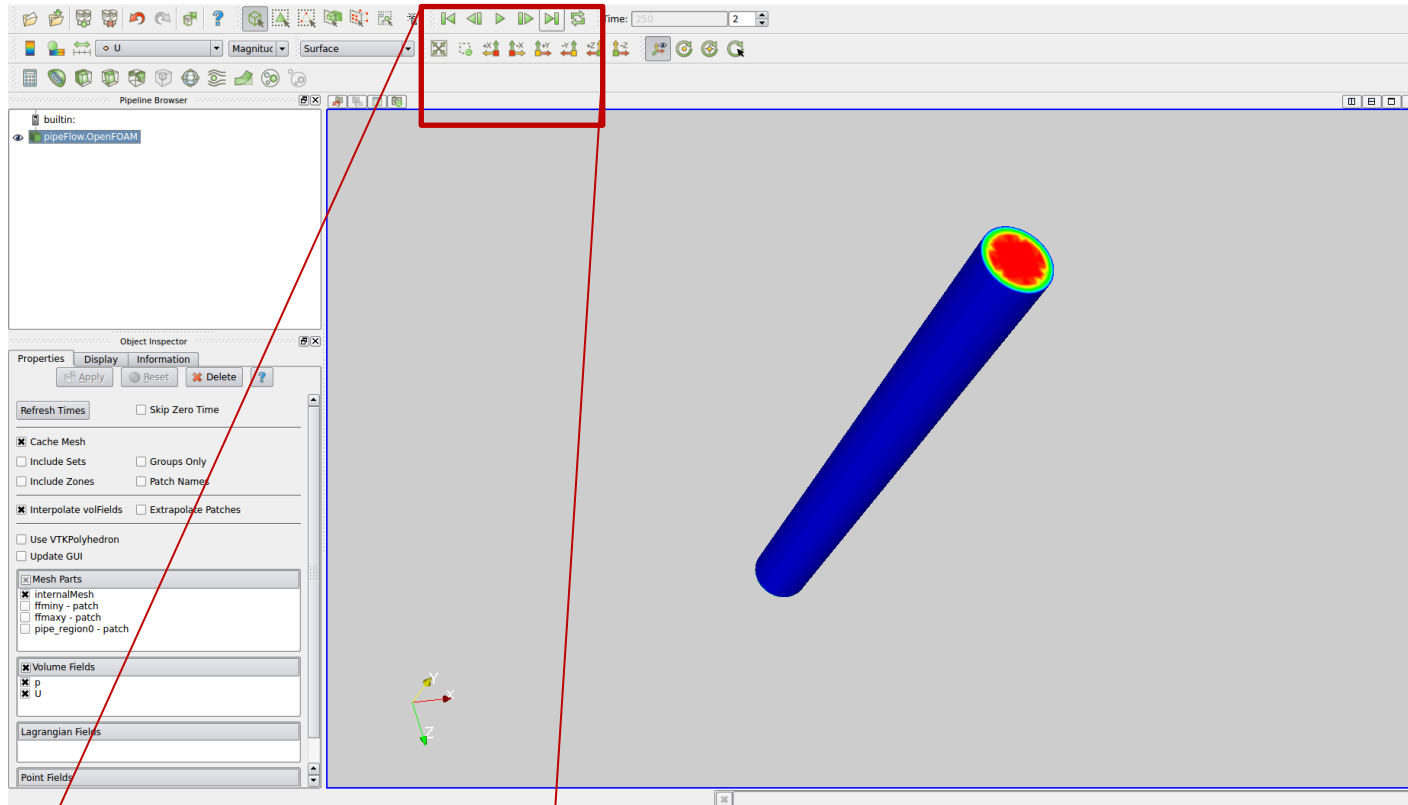 Time: 250 2
U Magnituc Surface
+X -X +Y -Y +Z -Z
Pipeline Browser
builtin:
pipeFlow.OpenFOAM
Object Inspector
Properties Display Information
Apply Reset Delete ?
Refresh Times Skip Zero Time
Cache Mesh
Include Sets Groups Only
Include Zones Patch Names
Interpolate volFields Extrapolate Patches
Use VTKPolyhedron
Update GUI
Mesh Parts
internalMesh
ffminy - patch
ffmaxy - patch
pipe_region0 - patch
Volume Fields
p
U
Lagrangian Fields
Point Fields
Y
X
Z